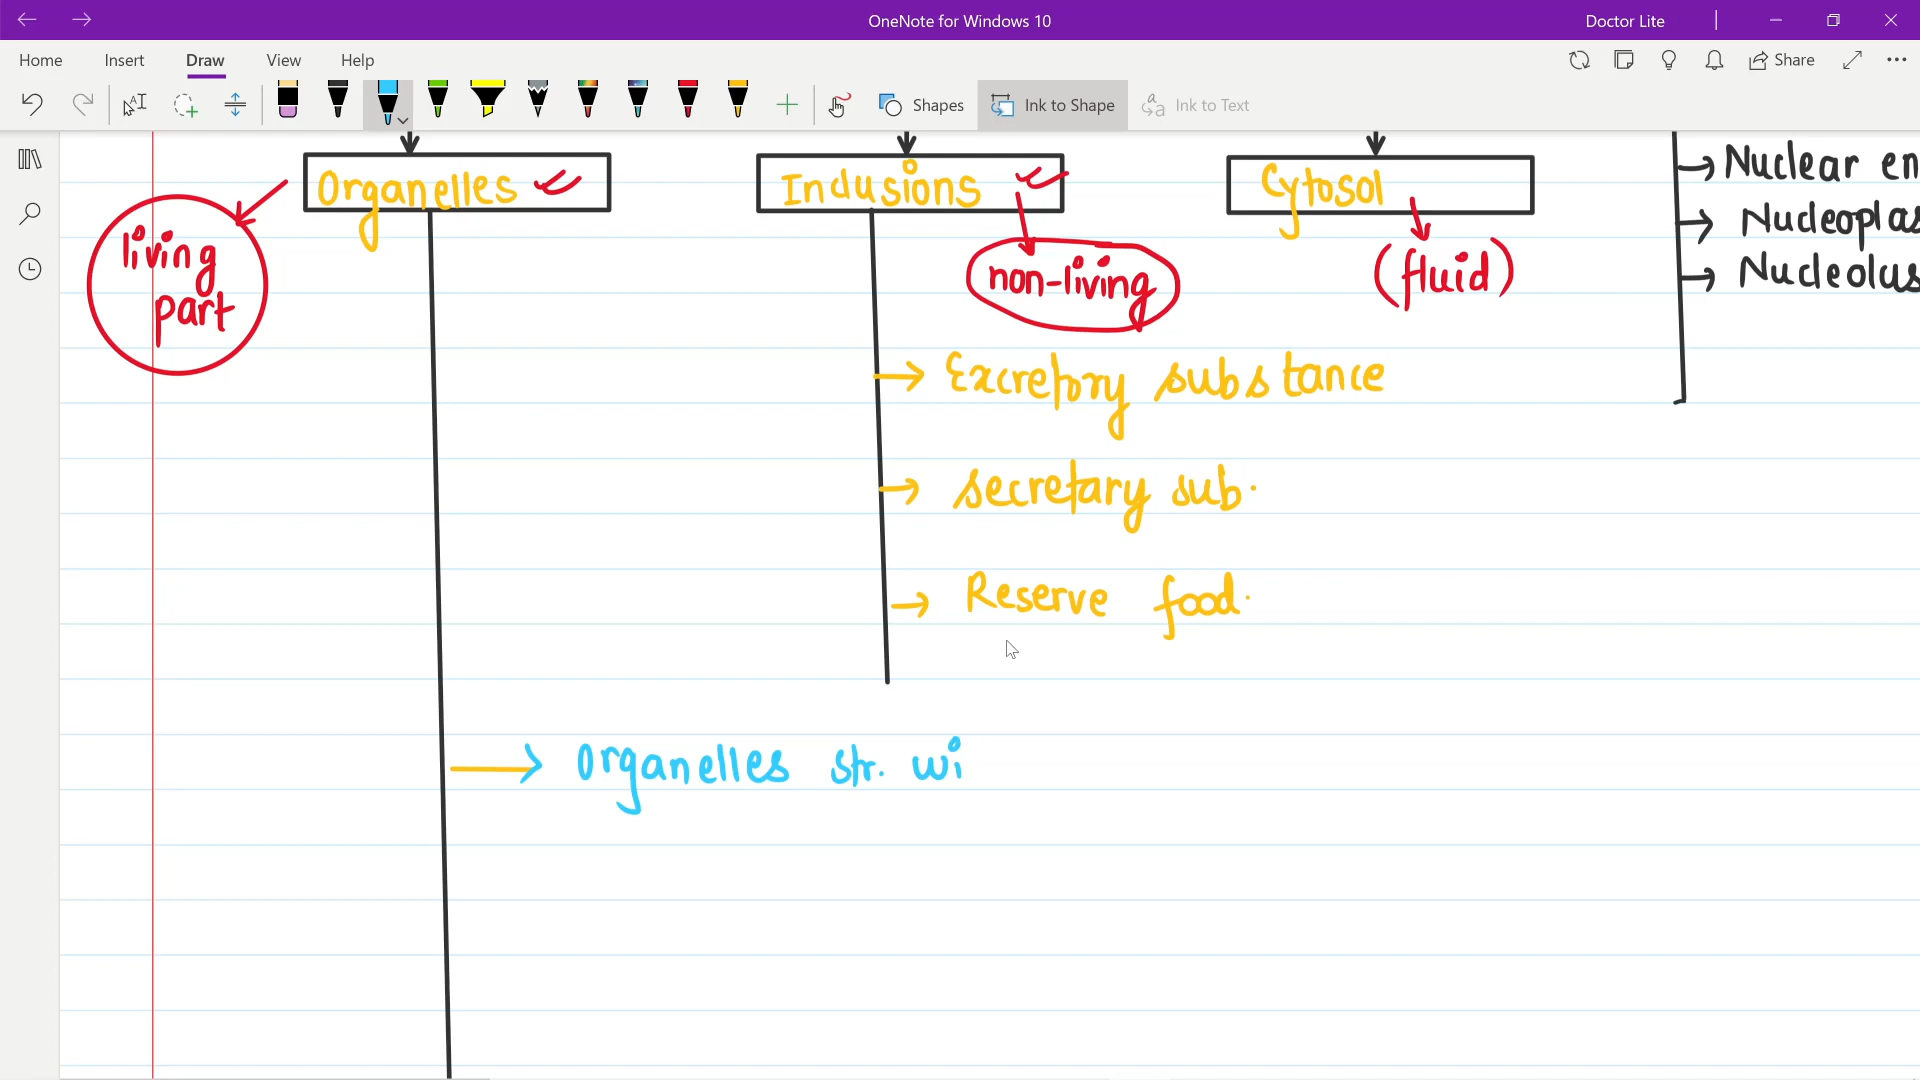 OneNote for Windows 10
Doctor Lite
Home Insert Draw View Help
Share
Shapes
Ink to Shape
Ink to Text
Organelles
Inclusions
Cytosol
living
part
non-living
(fluid)
Nuclear en
Nucleoplas
Nucleolus
Excretory substance
secretary sub.
Reserve food.
Organelles str. wi